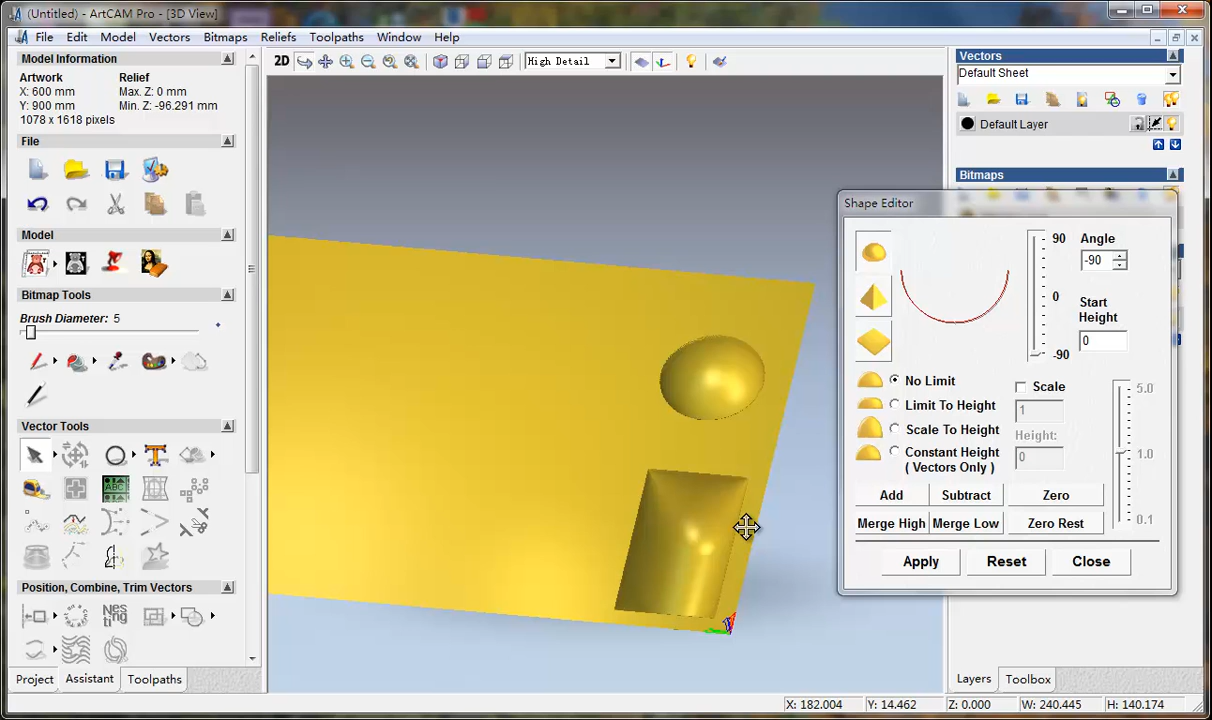 (Untitled) - ArtCAM Pro - [3D View]
File Edit Model Vectors Bitmaps Reliefs Toolpaths Window Help
Model Information
Artwork Relief
X: 600 mm Max. Z: 0 mm
Y: 900 mm Min. Z: -96.291 mm
1078 x 1618 pixels
File
Model
Bitmap Tools
Brush Diameter: 5
Vector Tools
ABC
Position, Combine, Trim Vectors
Project Assistant Toolpaths
2D High Detail
Vectors
Default Sheet
Default Layer
Bitmaps
Shape Editor
90
0
-90
Angle
-90
Start
Height
0
No Limit
Limit To Height
Scale To Height
Constant Height
( Vectors Only )
Scale
1
Height:
0
5.0
1.0
0.1
Add Subtract Zero
Merge High Merge Low Zero Rest
Apply Reset Close
Layers Toolbox
X: 182.004 Y: 14.462 Z: 0.000 W: 240.445 H: 140.174